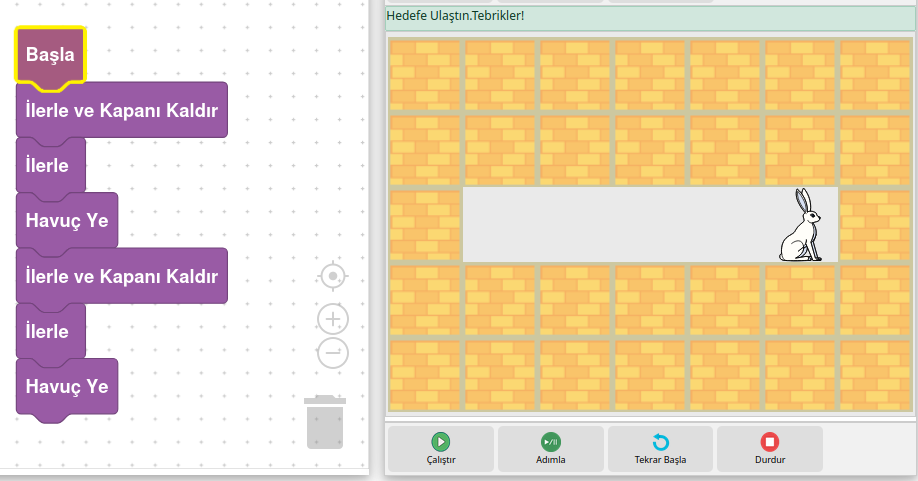 Başla
İlerle ve Kapanı Kaldır
İlerle
Havuç Ye
İlerle ve Kapanı Kaldır
İlerle
Havuç Ye
Hedefe Ulaştın.Tebrikler!
Çalıştır
Adımla
Tekrar Başla
Durdur